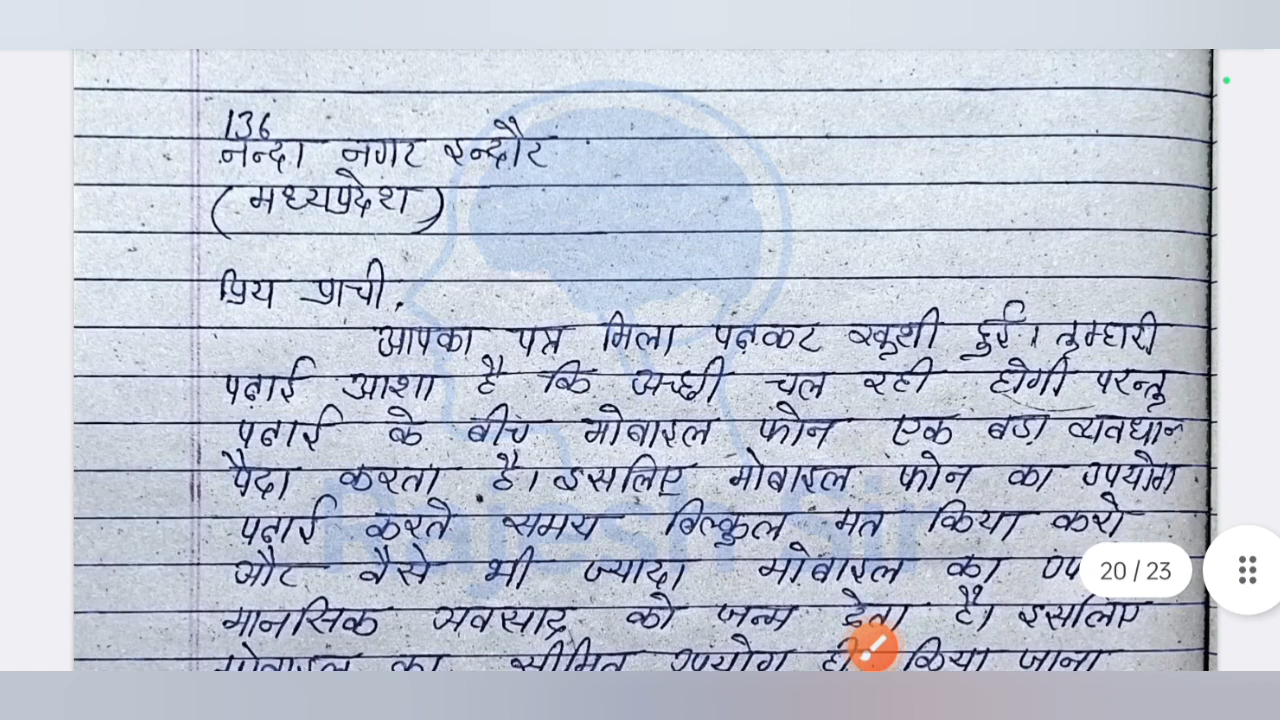 136
नन्दा नगर इन्दौर
(मध्यप्रदेश)
प्रिय प्राची,
आपका पत्र मिला पढ़कर खुशी हुई। तुम्हारी
पढ़ाई आशा है कि अच्छी चल रही होगी परन्तु
पढ़ाई के बीच मोबाइल फोन एक बड़ा व्यवधान
पैदा करता है। इसलिए मोबाइल फोन का उपयोग
पढ़ाई करते समय बिल्कुल मत किया करो
और वैसे भी ज्यादा मोबाइल का
20 / 23
मानसिक अवसाद को जन्म देता है। इसलिए
मोबाइल का सीमित उपयोग ही किया जाना